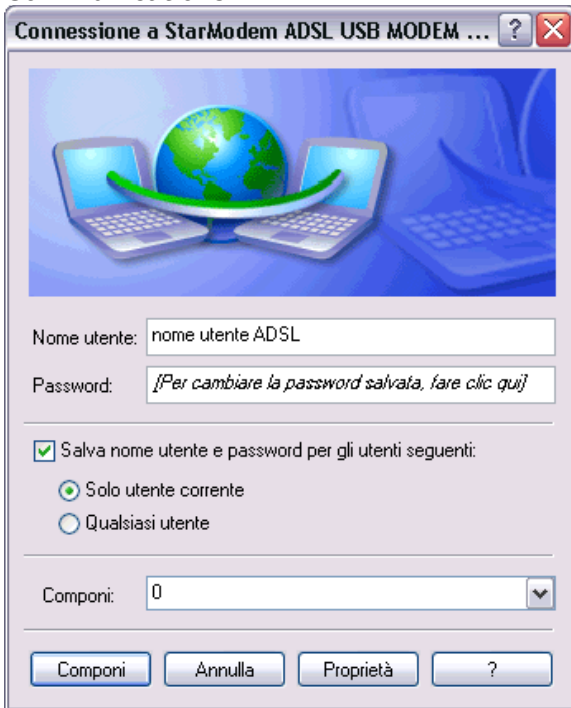 Connessione a StarModem ADSL USB MODEM ...
Nome utente: nome utente ADSL
Password: [Per cambiare la password salvata, fare clic qui]
Salva nome utente e password per gli utenti seguenti:
Solo utente corrente
Qualsiasi utente
Componi: 0
Componi Annulla Proprietà ?